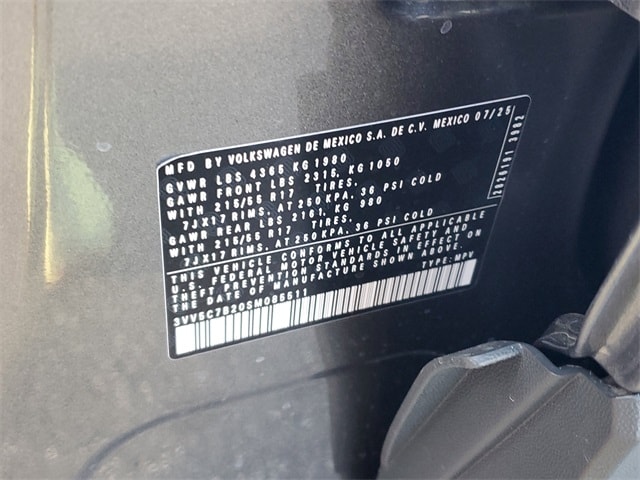 MFD BY VOLKSWAGEN DE MEXICO S.A. DE C.V. MEXICO 07/25
GVWR LBS 4365 KG 1980
GAWR FRONT LBS 2315, KG1050
WITH 215/55 R17 TIRES.
7JX17 RIMS. AT 250 KPA. 36 PSI COLD
GAWR REAR LBS 2161, KG 980
WITH 215/55 R17 TIRES.
7JX17 RIMS. AT 250 KPA. 36 PSI COLD
THIS VEHICLE CONFORMS TO ALL APPLICABLE
U.S. FEDERAL MOTOR VEHICLE SAFETY AND
THEFT PREVENTION STANDARDS IN EFFECT ON
THE DATE OF MANUFACTURE SHOWN ABOVE.
TYPE: MPV